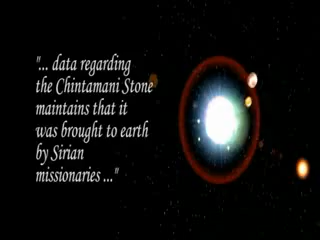 "... data regarding
the Chintamani Stone
maintains that it
was brought to earth
by Sirian
missionaries ..."